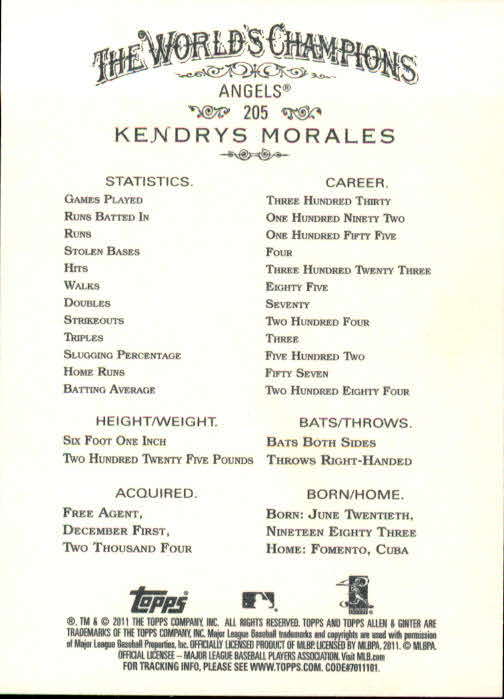 THE WORLD'S CHAMPIONS
ANGELS®
205
KENDRYS MORALES
STATISTICS. CAREER.
GAMES PLAYED THREE HUNDRED THIRTY
RUNS BATTED IN ONE HUNDRED NINETY TWO
RUNS ONE HUNDRED FIFTY FIVE
STOLEN BASES FOUR
HITS THREE HUNDRED TWENTY THREE
WALKS EIGHTY FIVE
DOUBLES SEVENTY
STRIKEOUTS TWO HUNDRED FOUR
TRIPLES THREE
SLUGGING PERCENTAGE FIVE HUNDRED TWO
HOME RUNS FIFTY SEVEN
BATTING AVERAGE TWO HUNDRED EIGHTY FOUR
HEIGHT/WEIGHT. BATS/THROWS.
SIX FOOT ONE INCH BATS BOTH SIDES
TWO HUNDRED TWENTY FIVE POUNDS THROWS RIGHT-HANDED
ACQUIRED. BORN/HOME.
FREE AGENT, BORN: JUNE TWENTIETH,
DECEMBER FIRST, NINETEEN EIGHTY THREE
TWO THOUSAND FOUR HOME: FOMENTO, CUBA
topps
®, TM & © 2011 THE TOPPS COMPANY, INC. ALL RIGHTS RESERVED. TOPPS AND TOPPS ALLEN & GINTER ARE
TRADEMARKS OF THE TOPPS COMPANY, INC. Major League Baseball trademarks and copyrights are used with permission
of Major League Baseball Properties, Inc. OFFICIALLY LICENSED PRODUCT OF MLBP. LICENSED BY MLBPA, 2011. © MLBPA.
OFFICIAL LICENSEE – MAJOR LEAGUE BASEBALL PLAYERS ASSOCIATION. Visit MLB.com
FOR TRACKING INFO, PLEASE SEE WWW.TOPPS.COM. CODE#7011101.